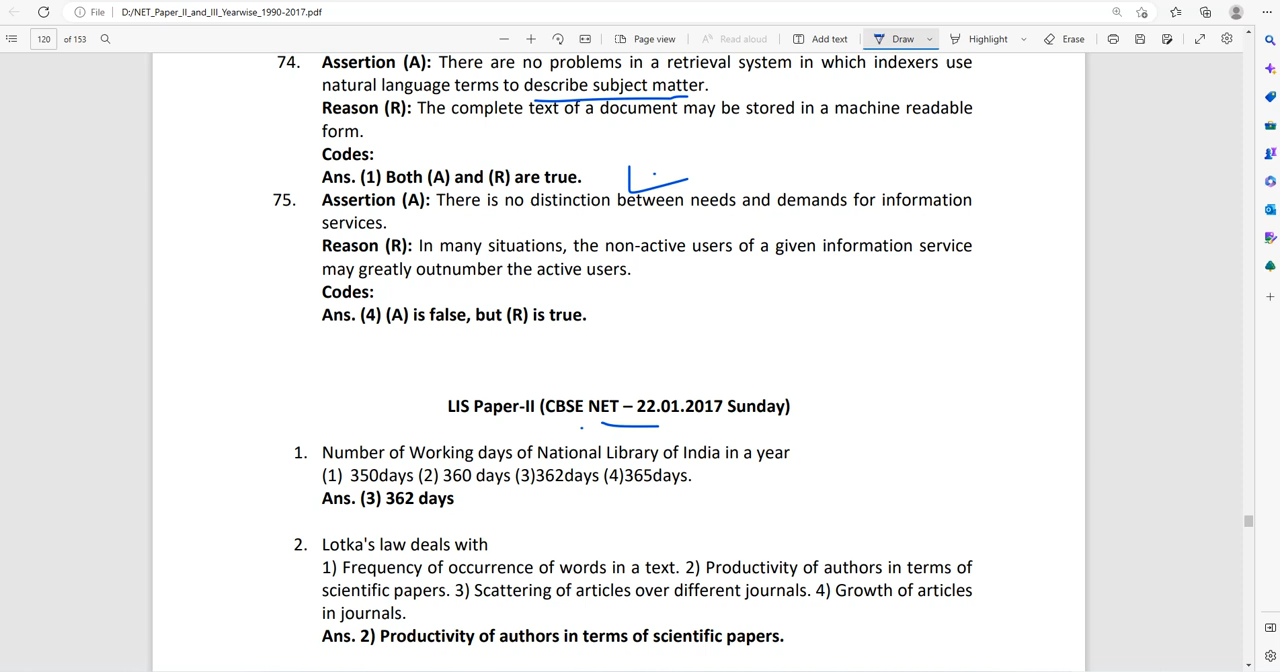 File
D:/NET_Paper_II_and_III_Yearwise_1990-2017.pdf
120 of 153
Page view
Read aloud
Add text
Draw
Highlight
Erase
74. Assertion (A): There are no problems in a retrieval system in which indexers use
natural language terms to describe subject matter.
Reason (R): The complete text of a document may be stored in a machine readable
form.
Codes:
Ans. (1) Both (A) and (R) are true.
75. Assertion (A): There is no distinction between needs and demands for information
services.
Reason (R): In many situations, the non-active users of a given information service
may greatly outnumber the active users.
Codes:
Ans. (4) (A) is false, but (R) is true.
LIS Paper-II (CBSE NET – 22.01.2017 Sunday)
1. Number of Working days of National Library of India in a year
(1) 350days (2) 360 days (3)362days (4)365days.
Ans. (3) 362 days
2. Lotka's law deals with
1) Frequency of occurrence of words in a text. 2) Productivity of authors in terms of
scientific papers. 3) Scattering of articles over different journals. 4) Growth of articles
in journals.
Ans. 2) Productivity of authors in terms of scientific papers.